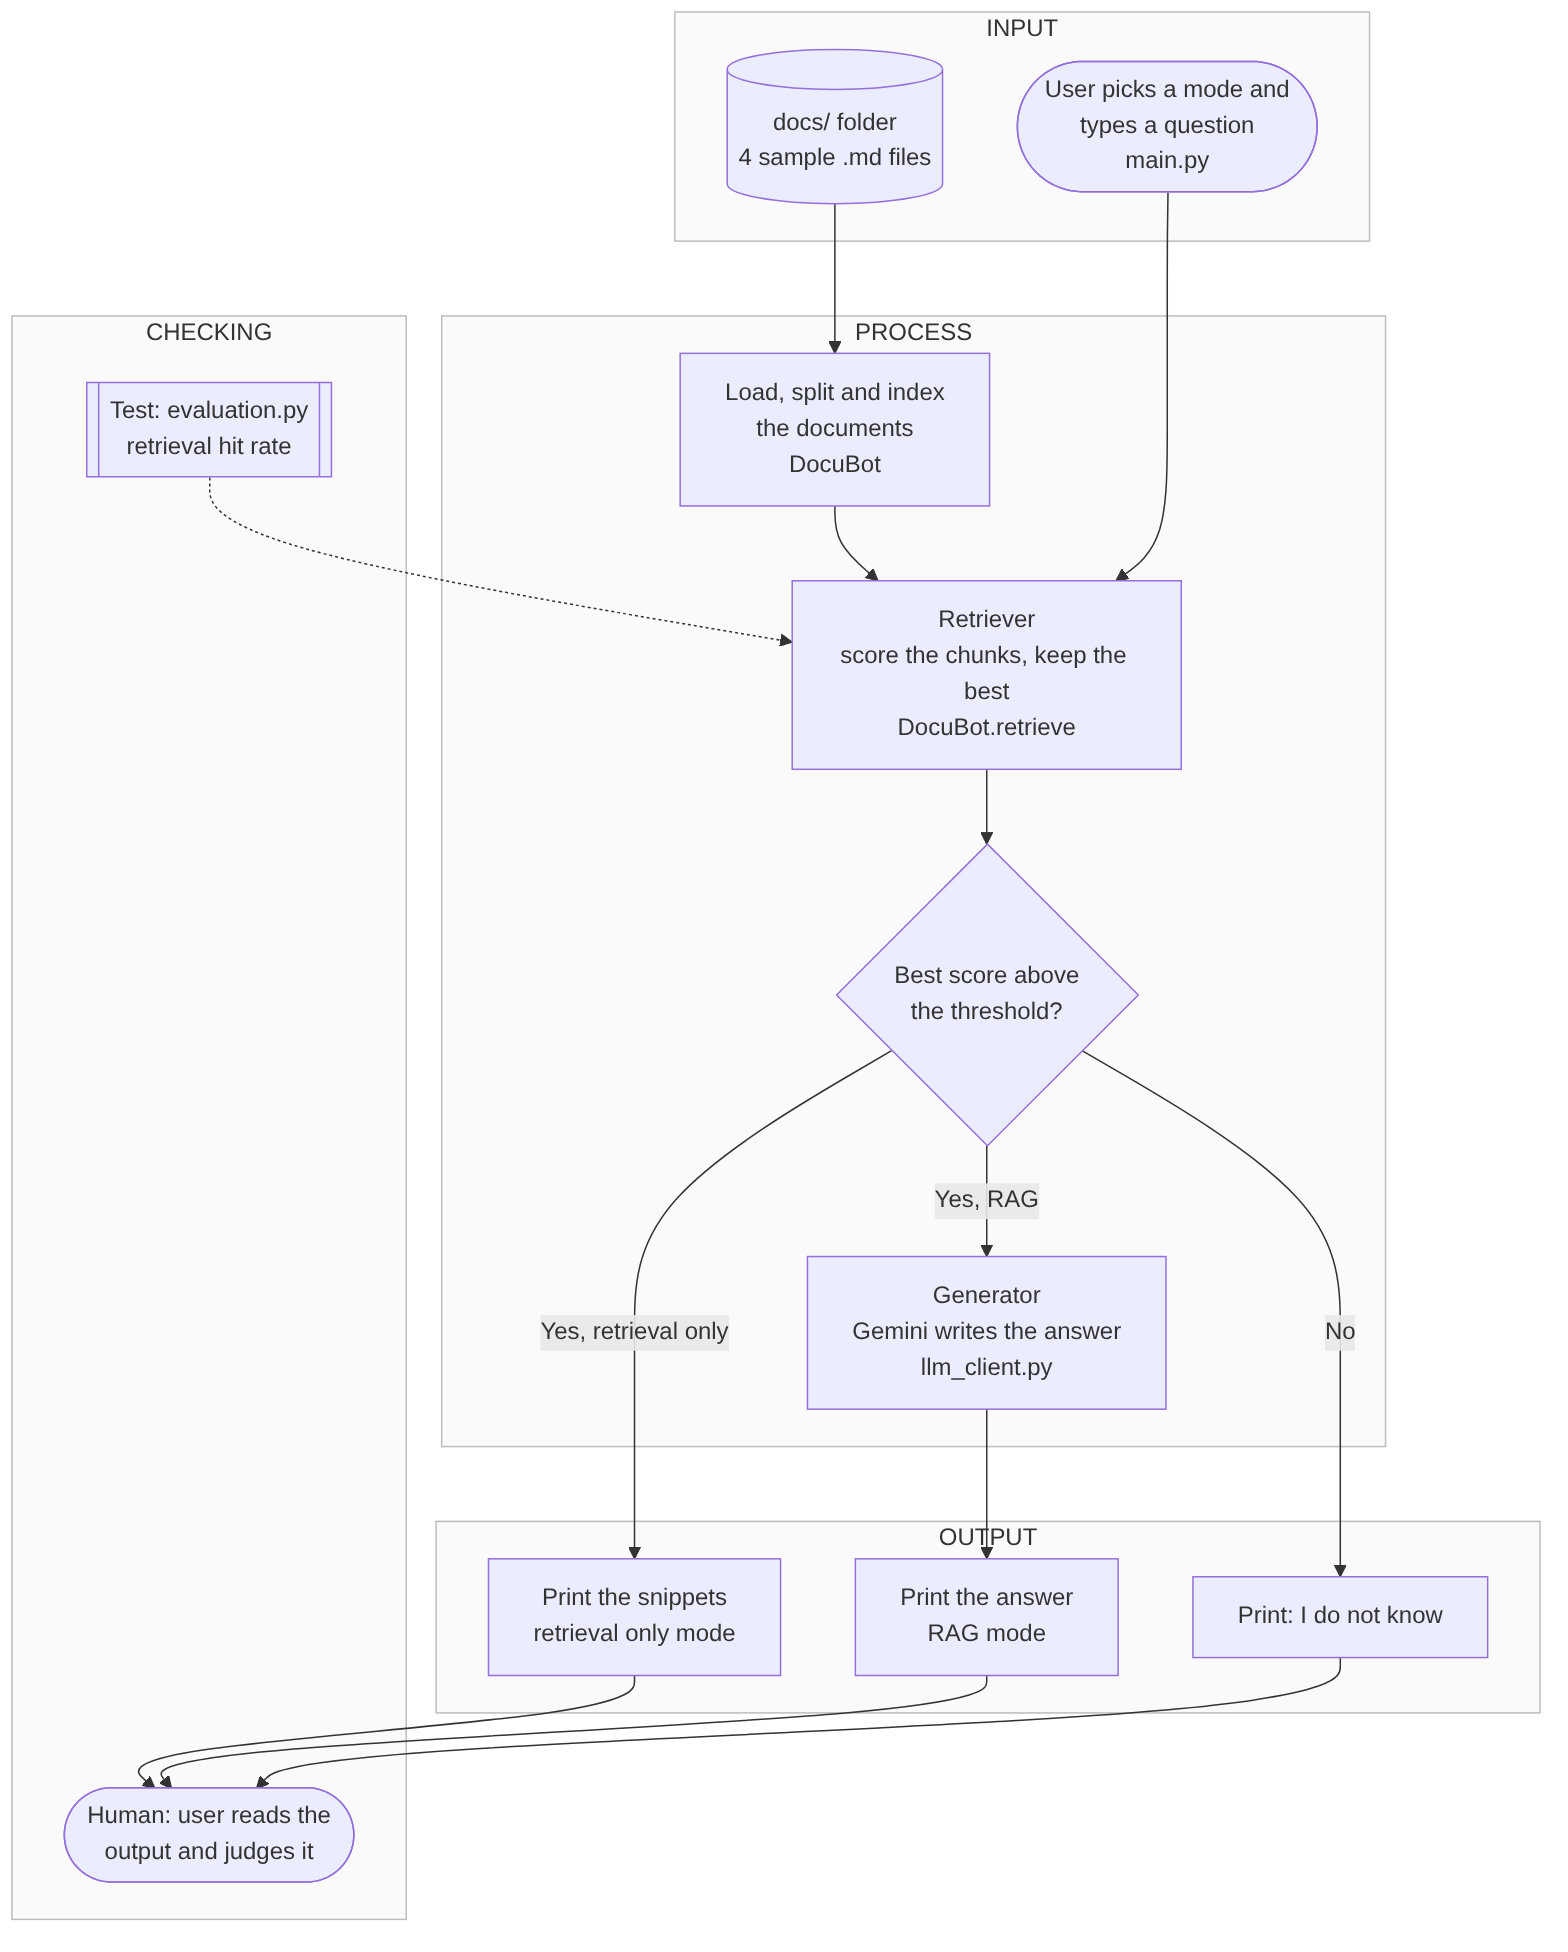 INPUT
docs/ folder
4 sample .md files
User picks a mode and
types a question
main.py
CHECKING
Test: evaluation.py
retrieval hit rate
PROCESS
Load, split and index
the documents
DocuBot
Retriever
score the chunks, keep the
best
DocuBot.retrieve
Best score above
the threshold?
Yes, RAG
Yes, retrieval only
No
Generator
Gemini writes the answer
llm_client.py
OUTPUT
Print the snippets
retrieval only mode
Print the answer
RAG mode
Print: I do not know
Human: user reads the
output and judges it